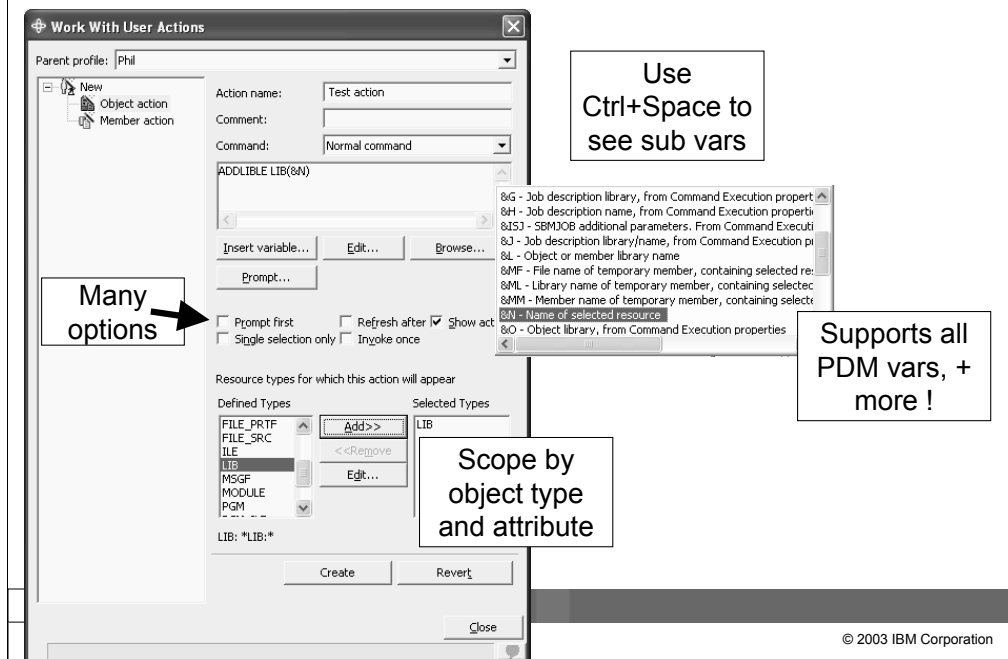 Work With User Actions
Parent profile: Phil
New
Object action
Member action
Action name: Test action
Comment:
Command: Normal command
ADDLIBLE LIB(&N)
Insert variable... Edit... Browse...
Prompt...
Prompt first Refresh after Show act
Single selection only Invoke once
Resource types for which this action will appear
Defined Types Selected Types
FILE_PRTF
FILE_SRC
ILE
LIB
MSGF
MODULE
PGM
Add>>
<<Remove
Edit...
LIB
LIB: *LIB:*
Create Revert
Close
Use
Ctrl+Space to
see sub vars
&G - Job description library, from Command Execution propert
&H - Job description name, from Command Execution properti
&ISJ - SBMJOB additional parameters. From Command Executi
&J - Job description library/name, from Command Execution pr
&L - Object or member library name
&MF - File name of temporary member, containing selected re
&ML - Library name of temporary member, containing selectec
&MM - Member name of temporary member, containing selecte
&N - Name of selected resource
&O - Object library, from Command Execution properties
Many
options
Supports all
PDM vars, +
more !
Scope by
object type
and attribute
© 2003 IBM Corporation